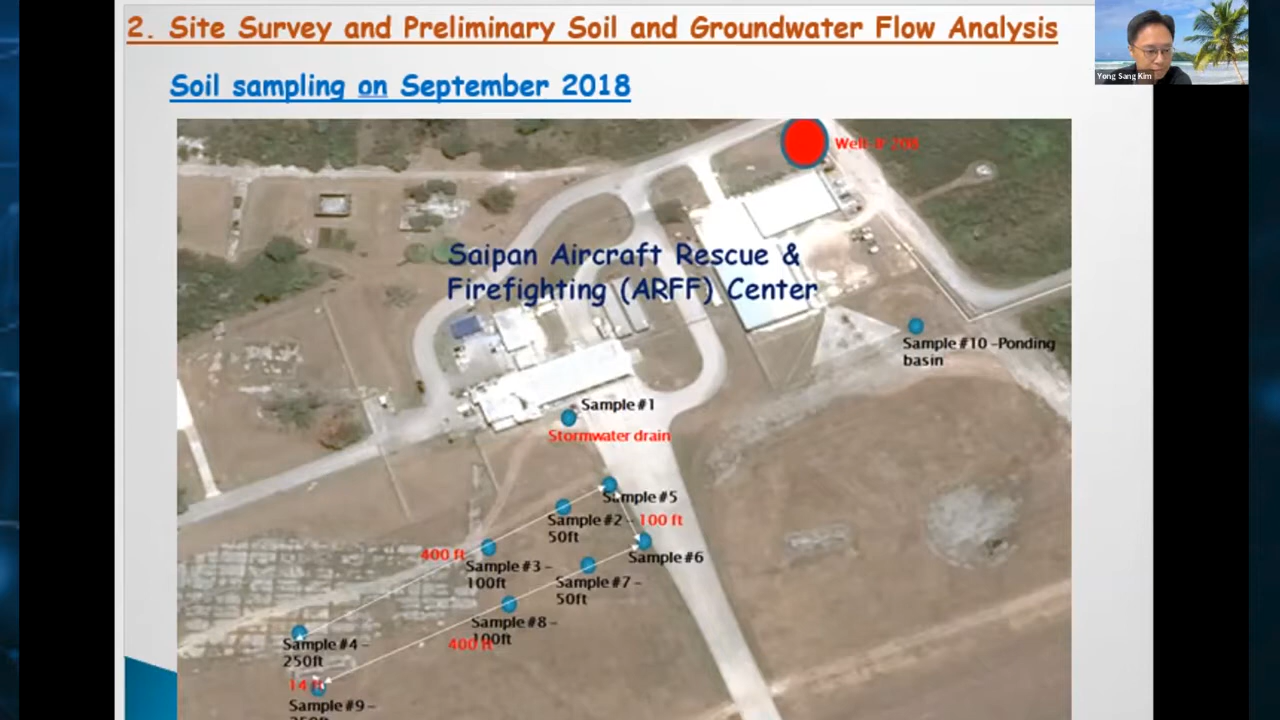 2. Site Survey and Preliminary Soil and Groundwater Flow Analysis
Yong Sang Kim
Soil sampling on September 2018
Saipan Aircraft Rescue &
Firefighting (ARFF) Center
Sample #10 -Ponding
basin
Sample #1
Stormwater drain
Sample #5
Sample #2 - 100 ft
50ft
400 ft
Sample #6
Sample #3 -
100ft
Sample #7 -
50ft
Sample #8 -
100ft
400 ft
Sample #4 -
250ft
14 ft
Sample #9 -